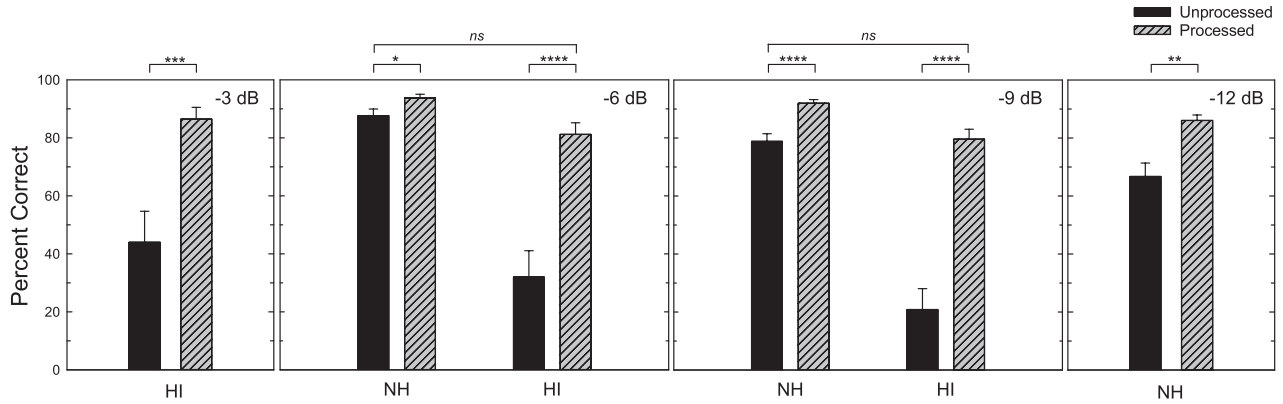 Unprocessed
Processed
ns
ns
***
*
****
****
****
**
100
80
60
40
20
0
Percent Correct
-3 dB
-6 dB
-9 dB
-12 dB
HI
NH
HI
NH
HI
NH